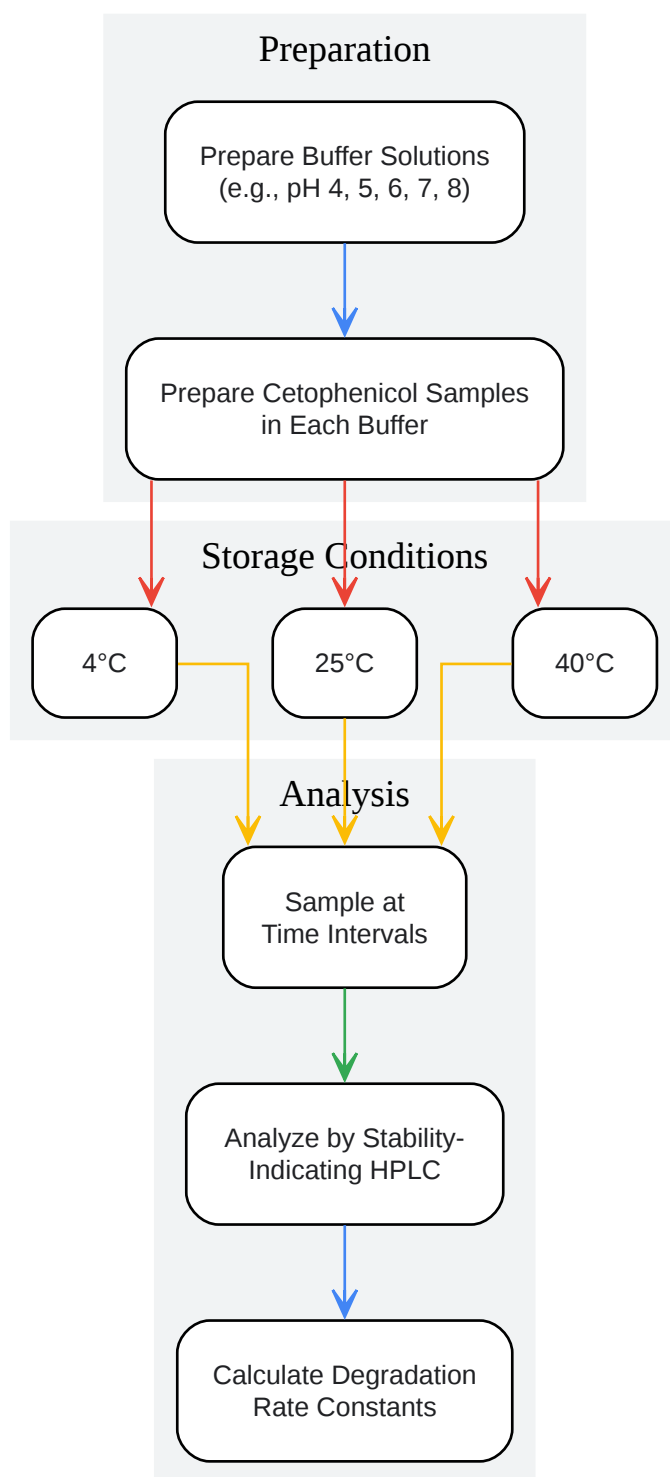 Preparation
Prepare Buffer Solutions
(e.g., pH 4, 5, 6, 7, 8)
Prepare Cetophenicol Samples
in Each Buffer
Storage Conditions
4°C
25°C
40°C
Analysis
Sample at
Time Intervals
Analyze by Stability-
Indicating HPLC
Calculate Degradation
Rate Constants